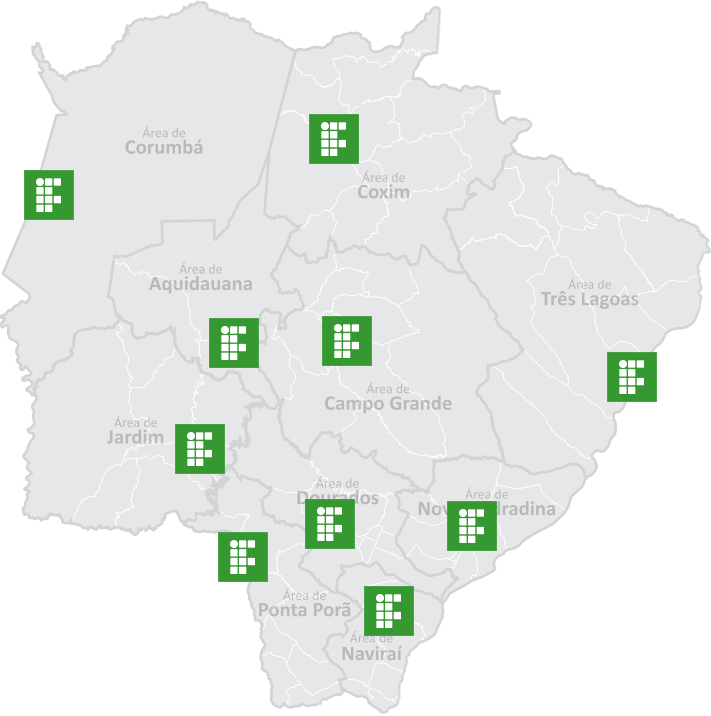 Área de
Corumbá
Área de
Coxim
Área de
Aquidauana
Área de
Três Lagoas
Área de
Campo Grande
Área de
Jardim
Área de
Dourados
Área de
Área de
Ponta Porã
Área de
Naviraí